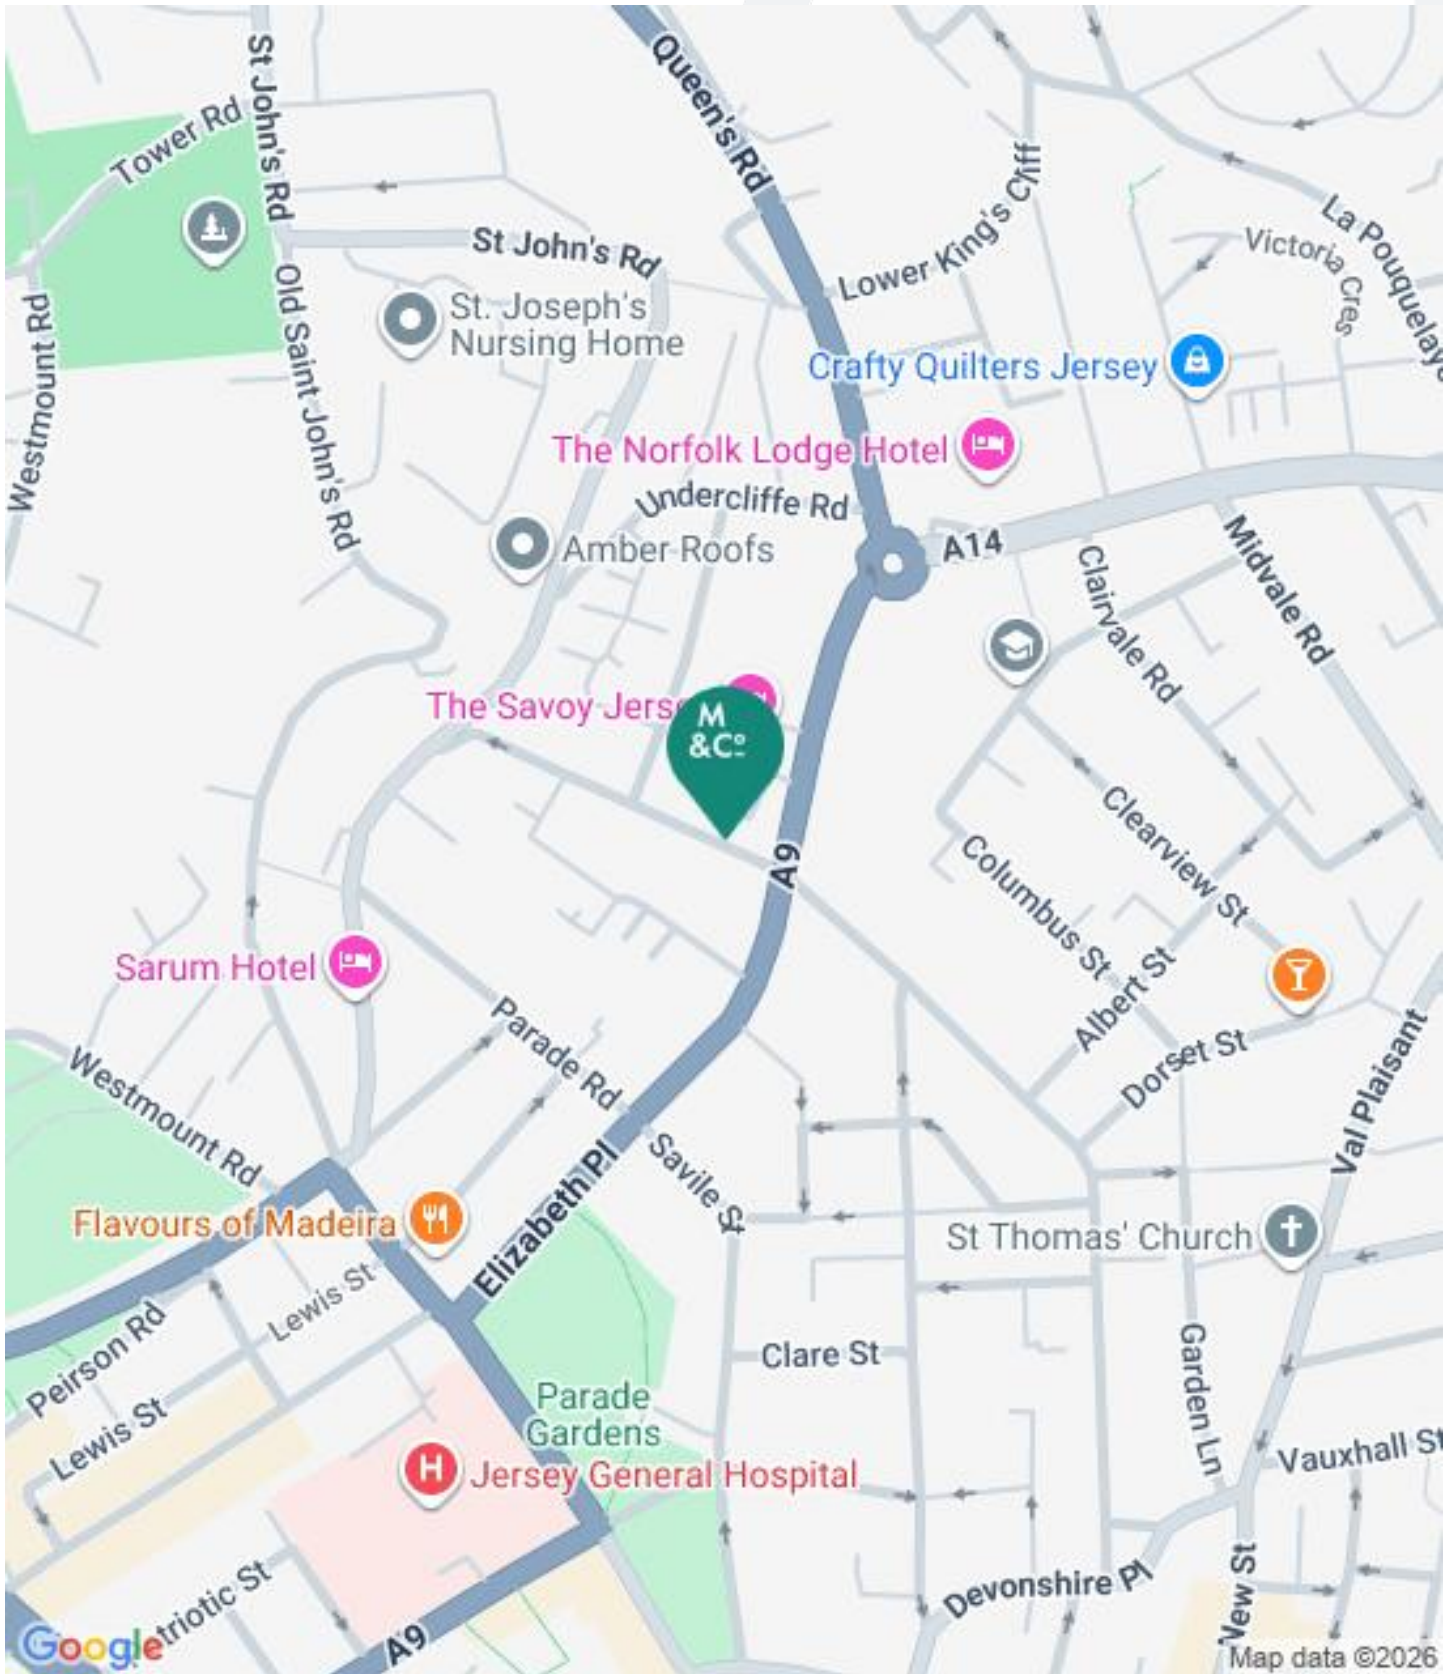 St John's Rd
Queen's Rd
Tower Rd
Lower King's Cliff
La Pouquelaye
Victoria Cres
St John's Rd
Old Saint John's Rd
Westmount Rd
St. Joseph's
Nursing Home
Crafty Quilters Jersey
The Norfolk Lodge Hotel
Undercliffe Rd
Amber Roofs
A14
Clairvale Rd
Midvale Rd
The Savoy Jerse
M
&Co
A9
Clearview St
Columbus St
Albert St
Sarum Hotel
Parade Rd
Dorset St
Val Plaisant
Westmount Rd
Savile St
Elizabeth Pl
Flavours of Madeira
St Thomas' Church
Lewis St
Peirson Rd
Clare St
Garden Ln
Parade
Gardens
Lewis St
Jersey General Hospital
Vauxhall St
Devonshire Pl
New St
triotic St
A9
Google
Map data ©2026